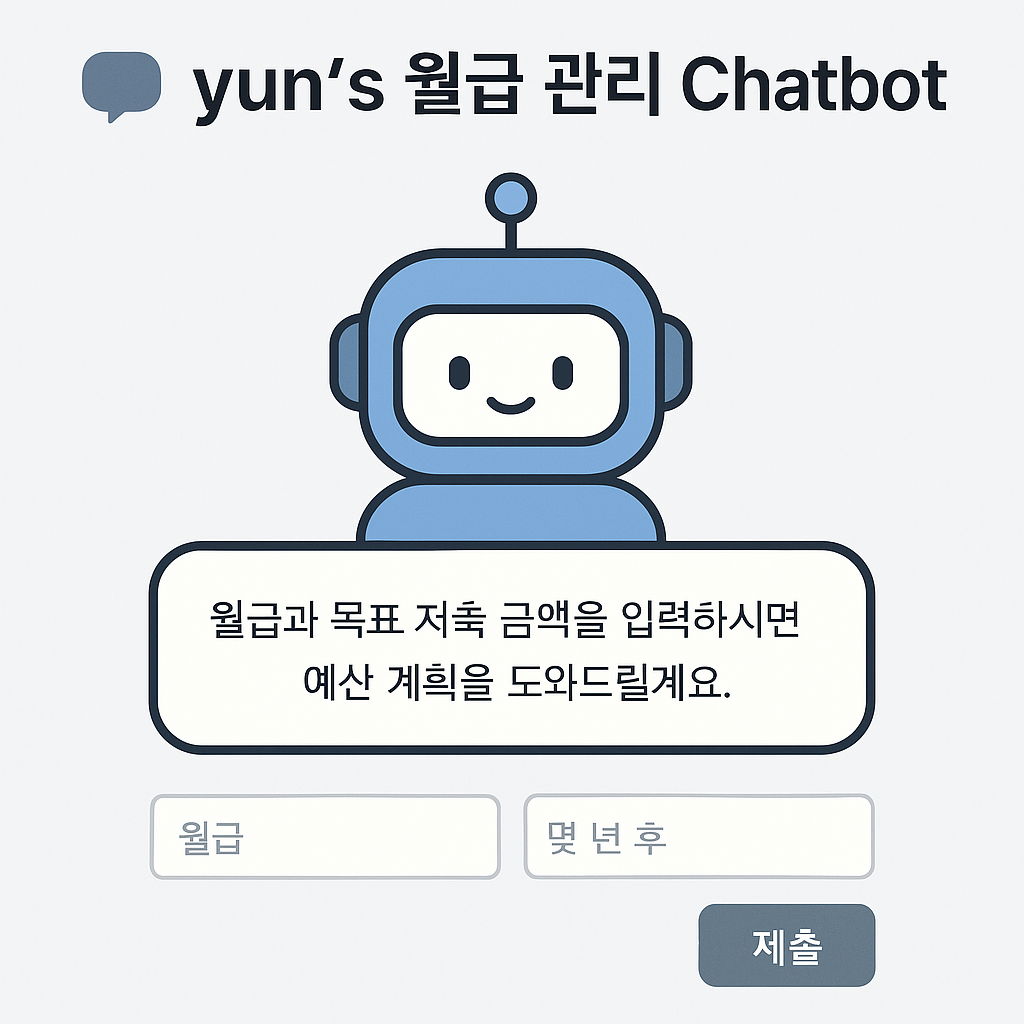 yun‘s 월급 관리 Chatbot
월급과 목표 저축 금액을 입력하시면
예산 계획을 도와드릴계요.
월급
몇 년 후
제출